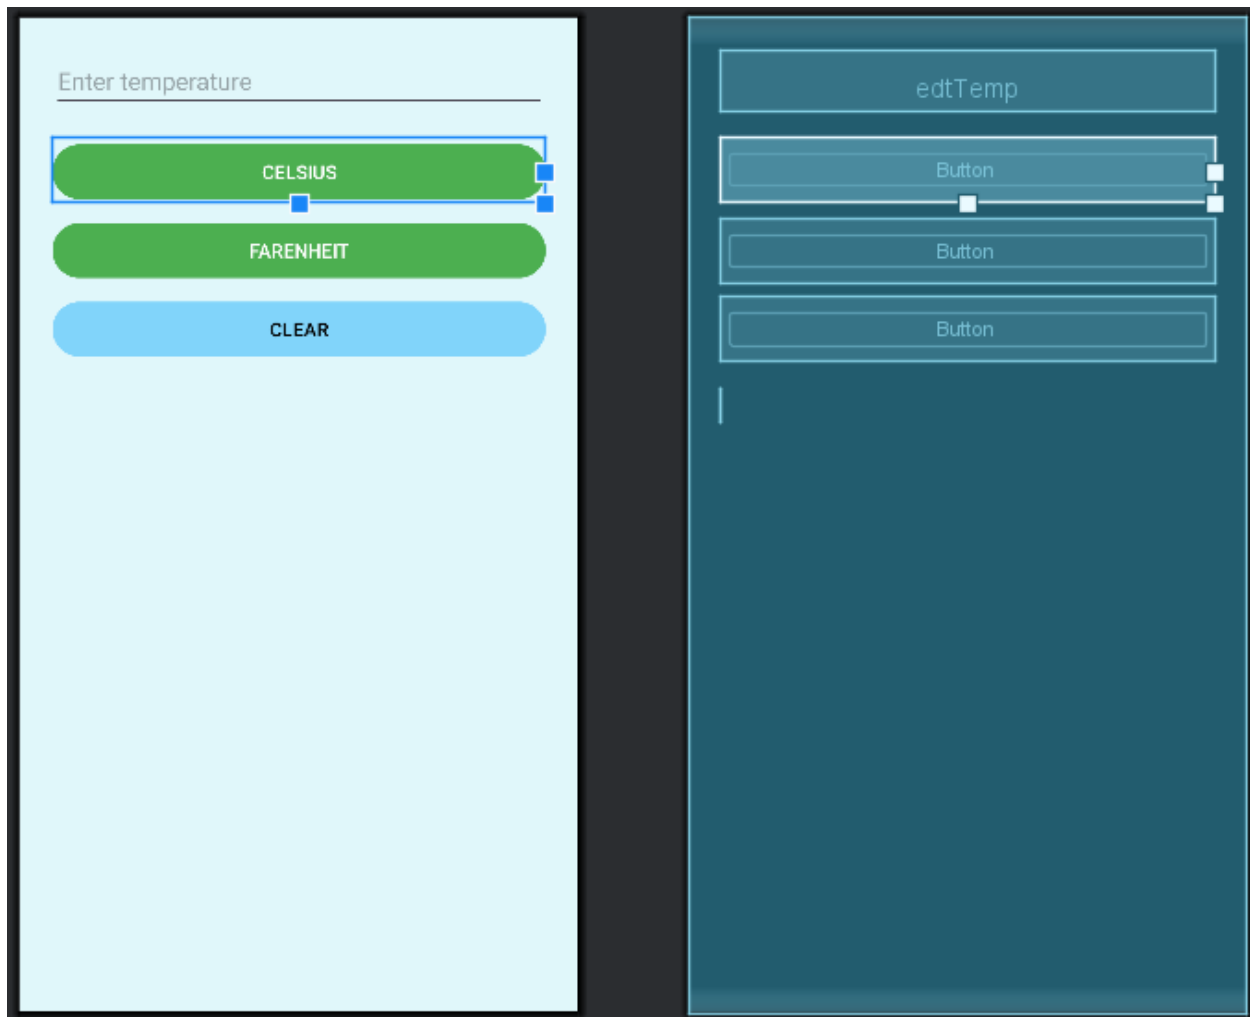 Enter temperature
CELSIUS
FARENHEIT
CLEAR
edtTemp
Button
Button
Button